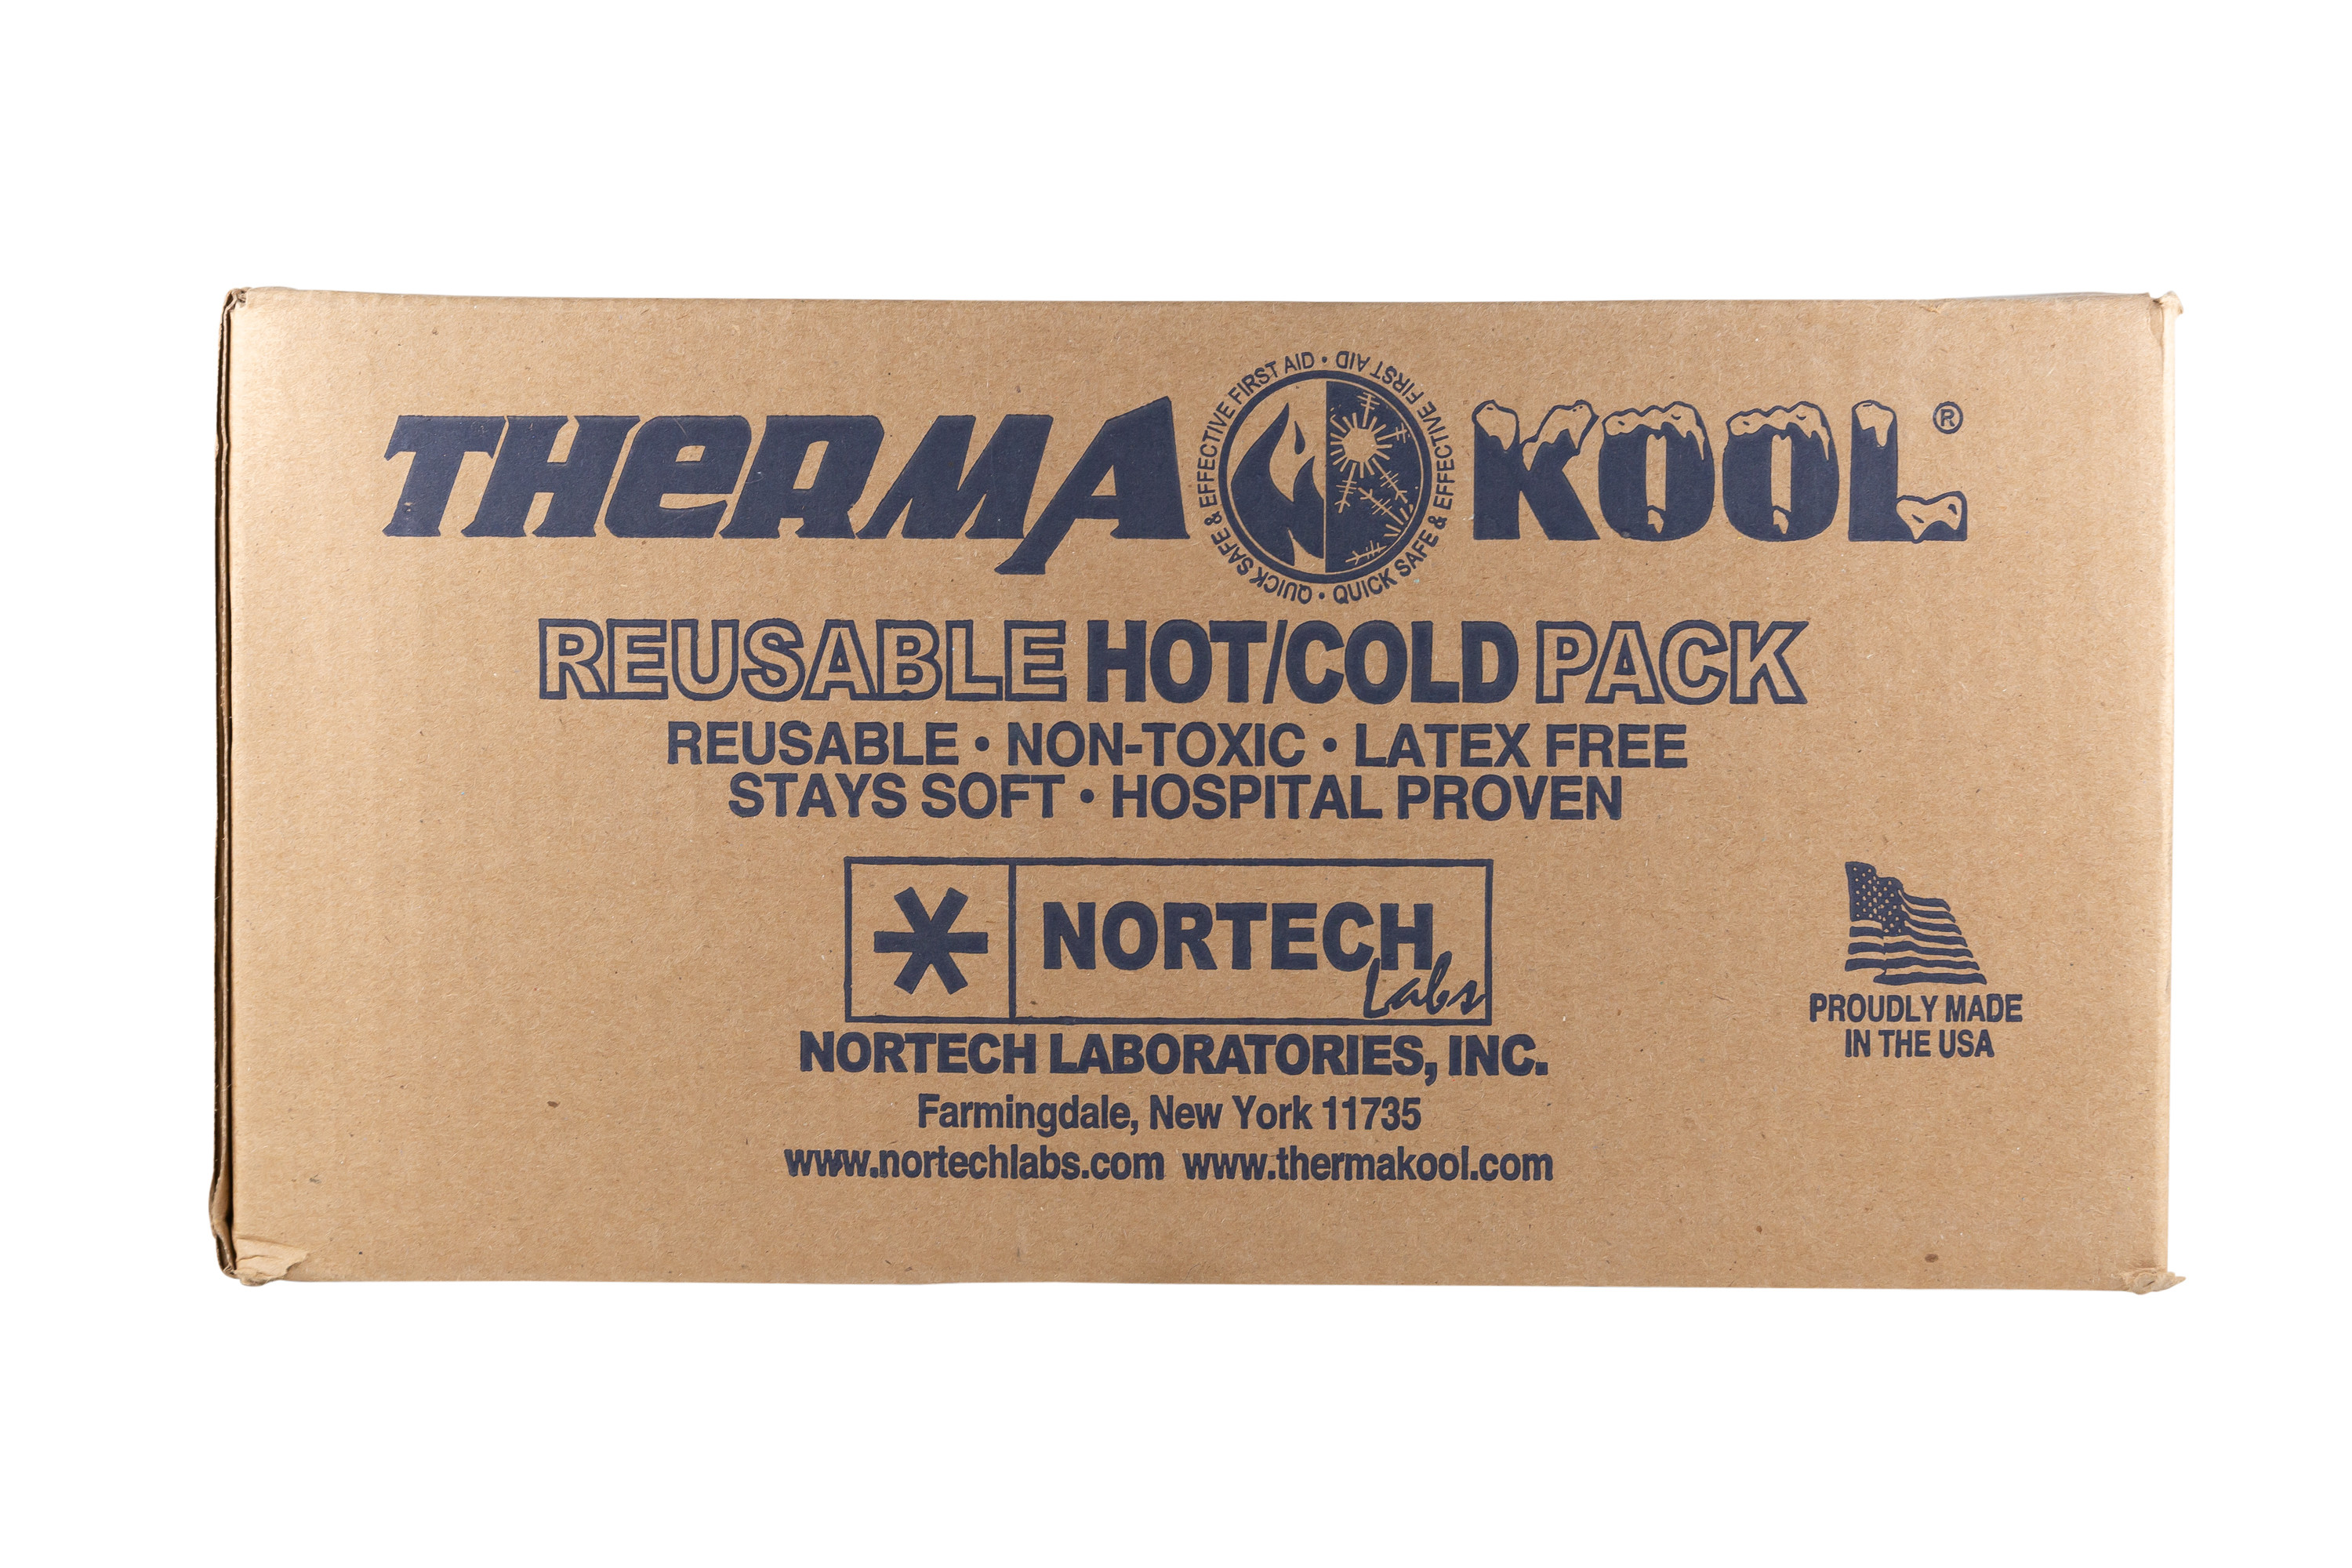 THERMA KOOL®
QUICK SAFE & EFFECTIVE FIRST AID • QUICK SAFE & EFFECTIVE FIRST AID •
REUSABLE HOT/COLD PACK
REUSABLE • NON-TOXIC • LATEX FREE
STAYS SOFT • HOSPITAL PROVEN
NORTECH
Labs
NORTECH LABORATORIES, INC.
Farmingdale, New York 11735
www.nortechlabs.com www.thermakool.com
PROUDLY MADE
IN THE USA